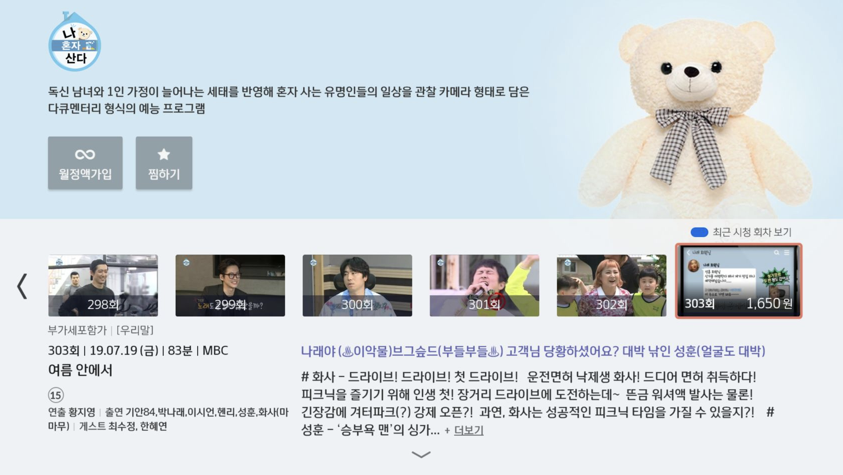 나
혼자
산다
독신 남녀와 1인 가정이 늘어나는 세태를 반영해 혼자 사는 유명인들의 일상을 관찰 카메라 형태로 담은
다큐멘터리 형식의 예능 프로그램
월정액가입
찜하기
최근 시청 회차 보기
298회
299회
300회
301회
302회
303회 1,650원
부가세포함가 | [우리말]
303회 | 19.07.19 (금) | 83분 | MBC
여름 안에서
15
연출 황지영 | 출연 기안84,박나래,이시언,헨리,성훈,화사(마
마무) | 게스트 최수정, 한혜연
나래야 (♨이악물)브그슾드(부들부들♨) 고객님 당황하셨어요? 대박 낚인 성훈(얼굴도 대박)
# 화사 – 드라이브! 드라이브! 첫 드라이브! 운전면허 낙제생 화사! 드디어 면허 취득하다!
피크닉을 즐기기 위해 인생 첫! 장거리 드라이브에 도전하는데~ 뜬금 워셔액 발사는 물론!
긴장감에 겨터파크(?) 강제 오픈?! 과연, 화사는 성공적인 피크닉 타임을 가질 수 있을지?! #
성훈 – ‘승부욕 맨’의 싱가... + 더보기